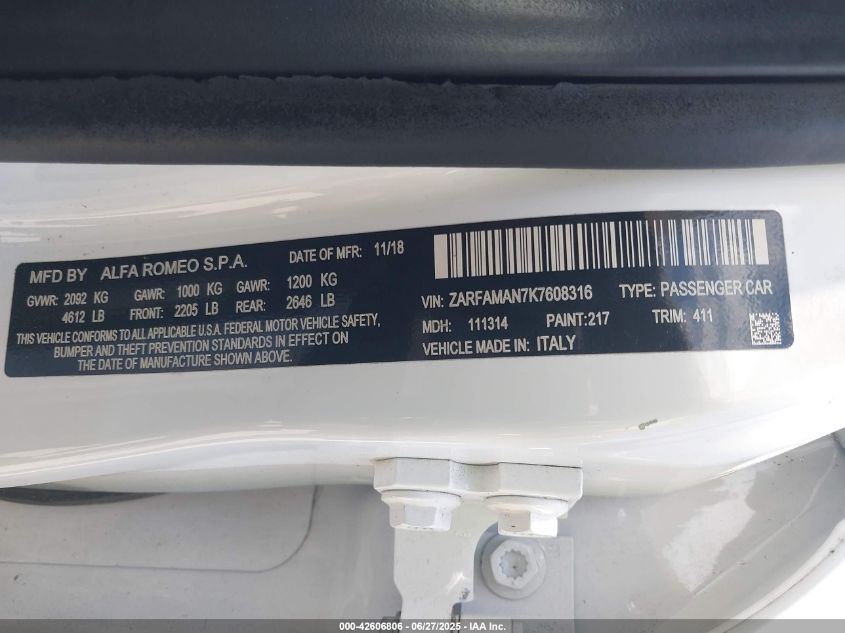 MFD BY ALFA ROMEO S.P.A. DATE OF MFR: 11/18
GVWR: 2092 KG GAWR: 1000 KG GAWR: 1200 KG
4612 LB FRONT: 2205 LB REAR: 2646 LB
THIS VEHICLE CONFORMS TO ALL APPLICABLE U.S.A. FEDERAL MOTOR VEHICLE SAFETY,
BUMPER AND THEFT PREVENTION STANDARDS IN EFFECT ON
THE DATE OF MANUFACTURE SHOWN ABOVE.
VIN: ZARFAMAN7K7608316 TYPE: PASSENGER CAR
MDH: 111314 PAINT: 217 TRIM: 411
VEHICLE MADE IN: ITALY
000-42606806 - 06/27/2025 - IAA Inc.